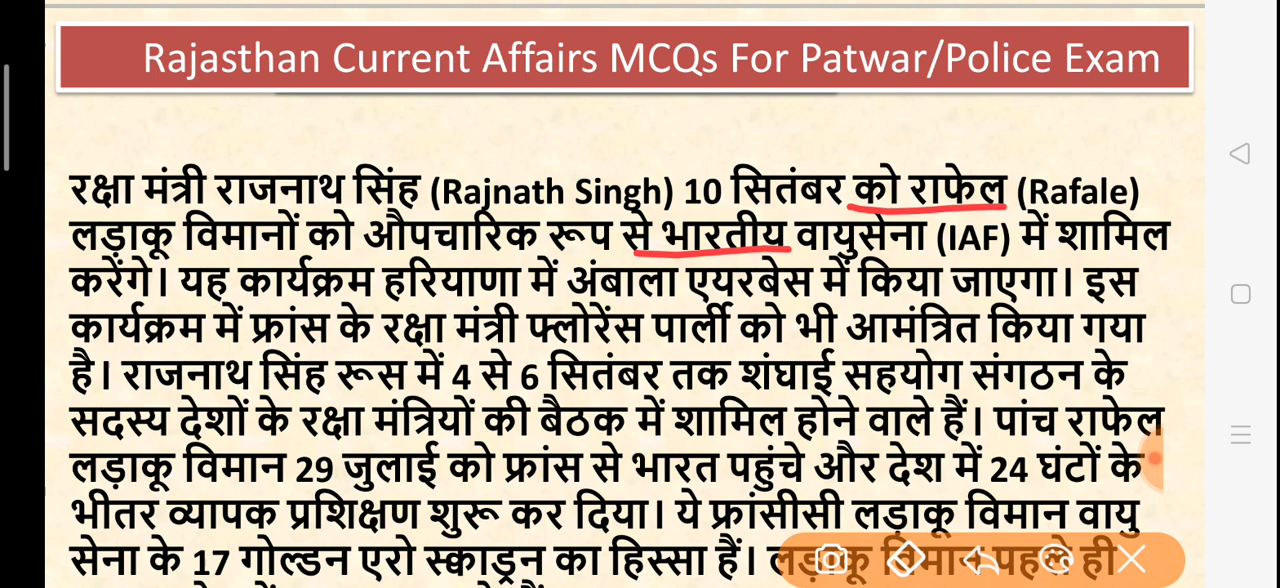 Rajasthan Current Affairs MCQs For Patwar/Police Exam
रक्षा मंत्री राजनाथ सिंह (Rajnath Singh) 10 सितंबर को राफेल (Rafale)
लड़ाकू विमानों को औपचारिक रूप से भारतीय वायुसेना (IAF) में शामिल
करेंगे। यह कार्यक्रम हरियाणा में अंबाला एयरबेस में किया जाएगा। इस
कार्यक्रम में फ्रांस के रक्षा मंत्री फ्लोरेंस पार्ली को भी आमंत्रित किया गया
है। राजनाथ सिंह रूस में 4 से 6 सितंबर तक शंघाई सहयोग संगठन के
सदस्य देशों के रक्षा मंत्रियों की बैठक में शामिल होने वाले हैं। पांच राफेल
लड़ाकू विमान 29 जुलाई को फ्रांस से भारत पहुंचे और देश में 24 घंटों के
भीतर व्यापक प्रशिक्षण शुरू कर दिया। ये फ्रांसीसी लड़ाकू विमान वायु
सेना के 17 गोल्डन एरो स्क्वाड्रन का हिस्सा हैं। लड़ाकू विमान पहले ही